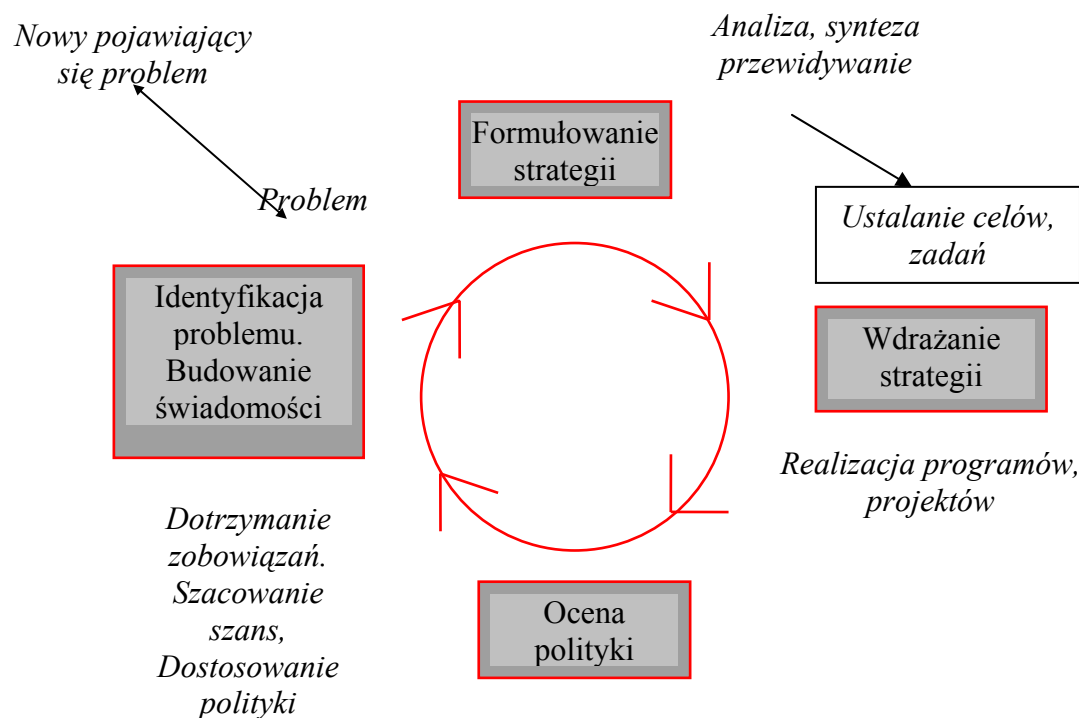 Nowy pojawiający
się problem
Analiza, synteza
przewidywanie
Formułowanie
strategii
Problem
Ustalanie celów,
zadań
Identyfikacja
problemu.
Budowanie
świadomości
Wdrażanie
strategii
Realizacja programów,
projektów
Dotrzymanie
zobowiązań.
Szacowanie
szans,
Dostosowanie
polityki
Ocena
polityki